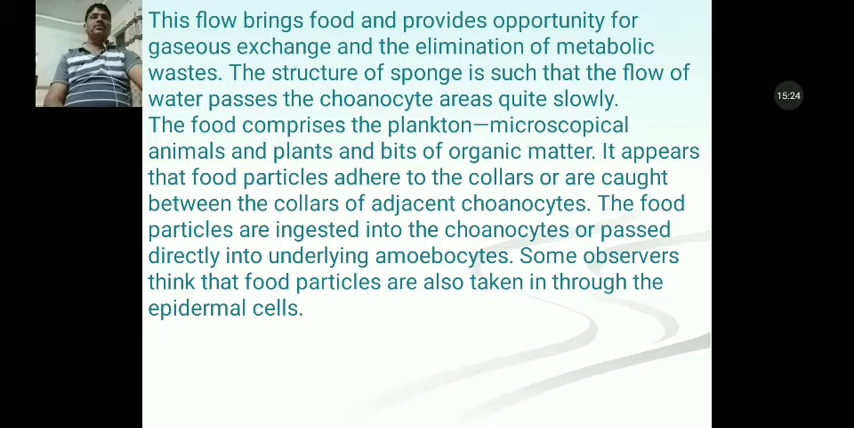 This flow brings food and provides opportunity for
gaseous exchange and the elimination of metabolic
wastes. The structure of sponge is such that the flow of
water passes the choanocyte areas quite slowly.
The food comprises the plankton—microscopical
animals and plants and bits of organic matter. It appears
that food particles adhere to the collars or are caught
between the collars of adjacent choanocytes. The food
particles are ingested into the choanocytes or passed
directly into underlying amoebocytes. Some observers
think that food particles are also taken in through the
epidermal cells.
15:24